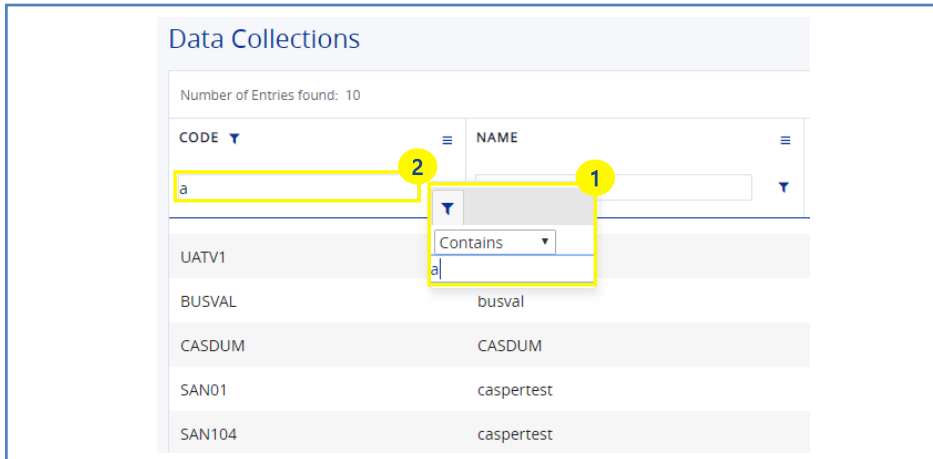 Data Collections
Number of Entries found: 10
CODE NAME
2
1
a
Contains
a
UATV1
BUSVAL busval
CASDUM CASDUM
SAN01 caspertest
SAN104 caspertest